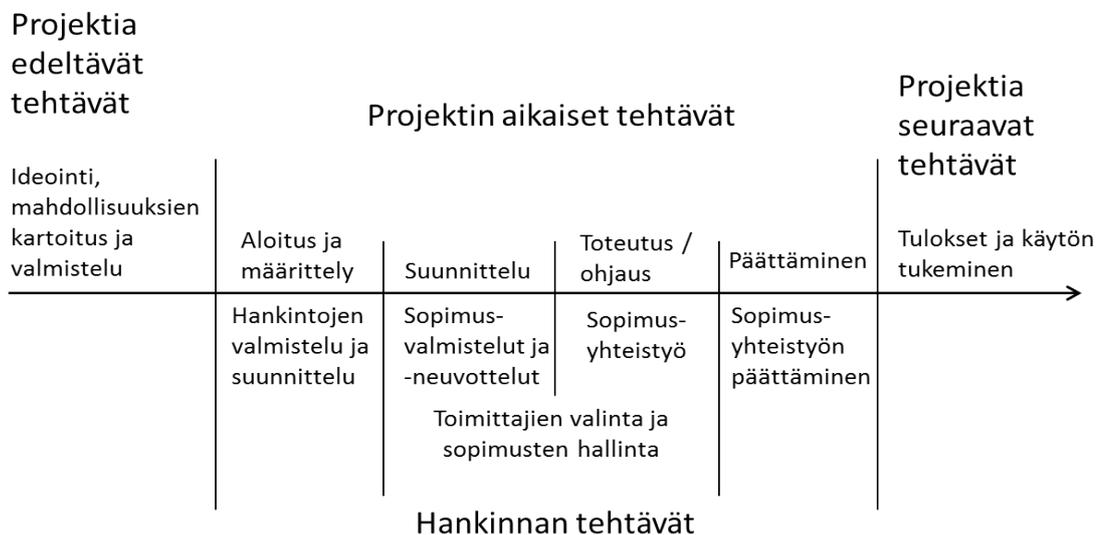 Projektia
edeltävät
tehtävät
Projektin aikaiset tehtävät
Projektia
seuraavat
tehtävät
Ideointi,
mahdollisuuksien
kartoitus ja
valmistelu
Aloitus ja
määrittely
Suunnittelu
Toteutus /
ohjaus
Päättäminen
Tulokset ja käytön
tukeminen
Hankintojen
valmistelu ja
suunnittelu
Sopimus-
valmistelut ja
-neuvottelut
Sopimus-
yhteistyö
Sopimus-
yhteistyön
päättäminen
Toimittajien valinta ja
sopimusten hallinta
Hankinnan tehtävät